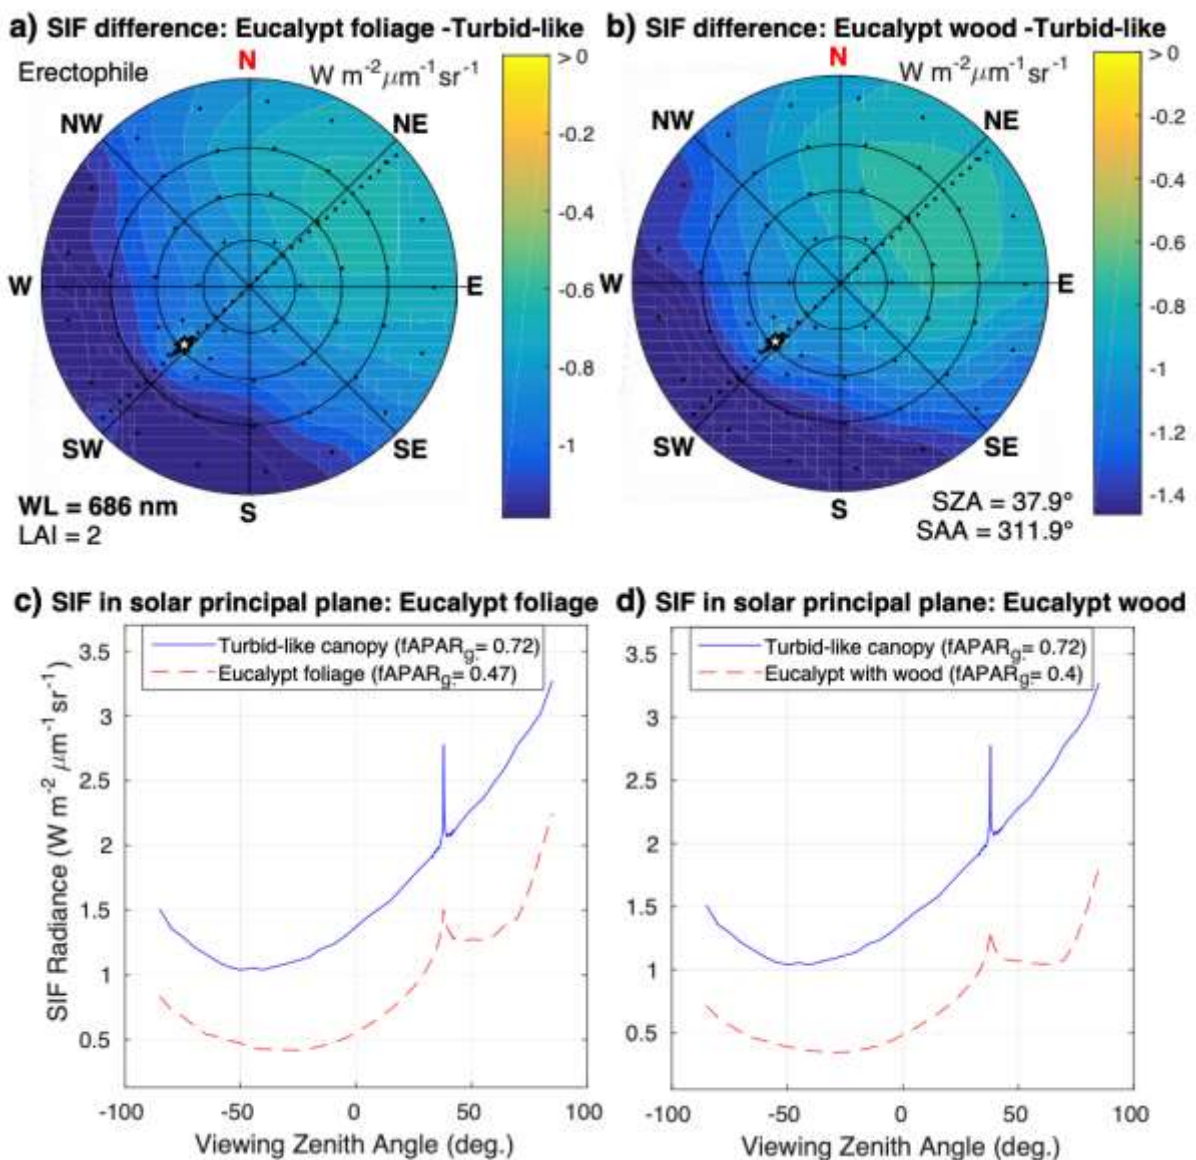 a) SIF difference: Eucalypt foliage -Turbid-like
Erectophile
W m-2μm-1sr-1
N
NE
E
SE
S
SW
W
NW
> 0
-0.2
-0.4
-0.6
-0.8
-1
WL = 686 nm
LAI = 2
b) SIF difference: Eucalypt wood -Turbid-like
W m-2μm-1sr-1
N
NE
E
SE
S
SW
W
NW
> 0
-0.2
-0.4
-0.6
-0.8
-1
-1.2
-1.4
SZA = 37.9°
SAA = 311.9°
c) SIF in solar principal plane: Eucalypt foliage
Turbid-like canopy (fAPARg.= 0.72)
Eucalypt foliage (fAPARg.= 0.47)
SIF Radiance (W m-2 μm-1 sr-1)
3.5
3
2.5
2
1.5
1
0.5
-100
-50
0
50
100
Viewing Zenith Angle (deg.)
d) SIF in solar principal plane: Eucalypt wood
Turbid-like canopy (fAPARg.= 0.72)
Eucalypt with wood (fAPARg.= 0.4)
3.5
3
2.5
2
1.5
1
0.5
-100
-50
0
50
100
Viewing Zenith Angle (deg.)